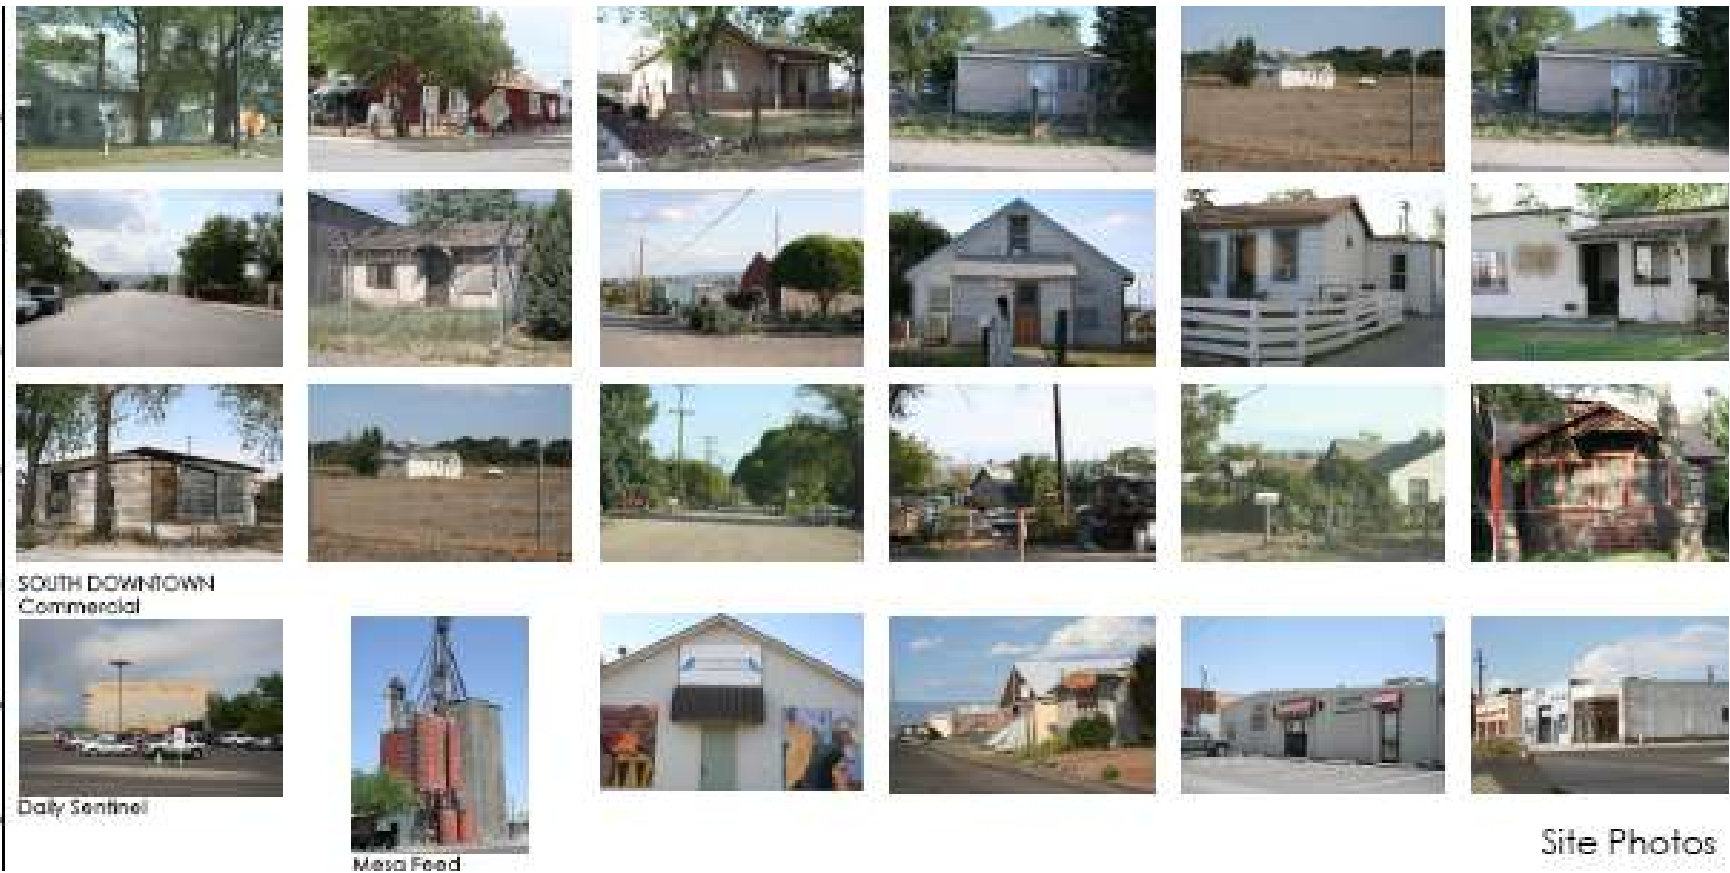 SOUTH DOWNTOWN
Commercial
Daily Sentinel
Mesa Feed
Site Photos